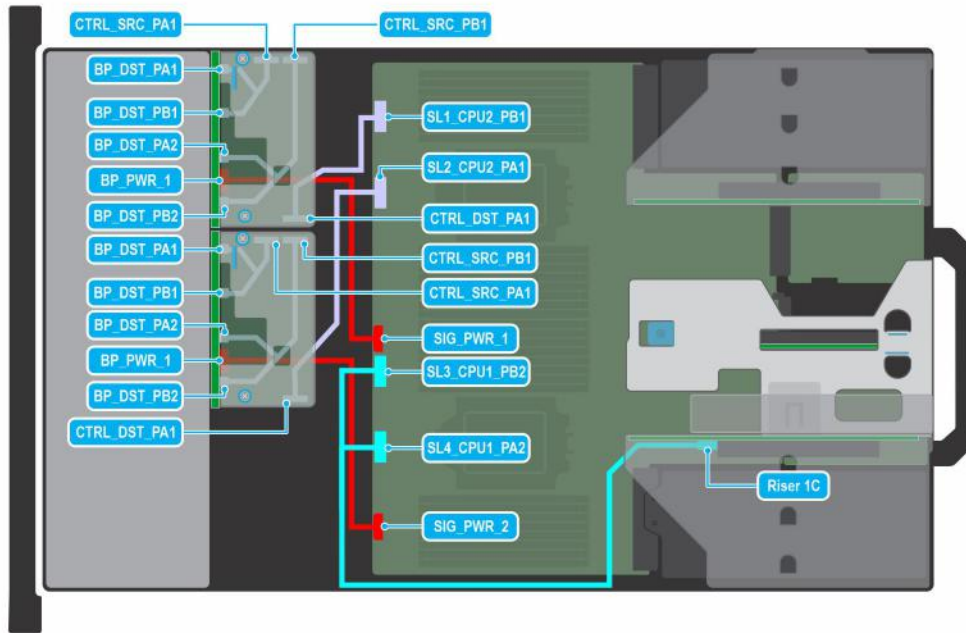 CTRL_SRC_PA1
CTRL_SRC_PB1
BP_DST_PA1
BP_DST_PB1
BP_DST_PA2
BP_PWR_1
BP_DST_PB2
BP_DST_PA1
BP_DST_PB1
BP_DST_PA2
BP_PWR_1
BP_DST_PB2
CTRL_DST_PA1
SL1_CPU2_PB1
SL2_CPU2_PA1
CTRL_DST_PA1
CTRL_SRC_PB1
CTRL_SRC_PA1
SIG_PWR_1
SL3_CPU1_PB2
SL4_CPU1_PA2
SIG_PWR_2
Riser 1C